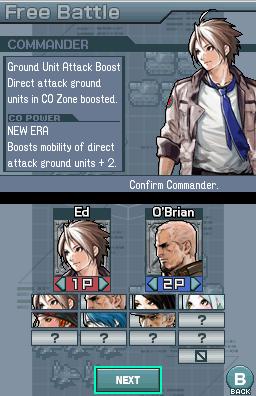 Free Battle
COMMANDER
Ground Unit Attack Boost
Direct attack ground
units in CO Zone boosted.
CO POWER
NEW ERA
Boosts mobility of direct
attack ground units + 2.
Confirm Commander.
Ed O'Brian
1P 2P
?
? ? ? ?
NEXT
B
BACK